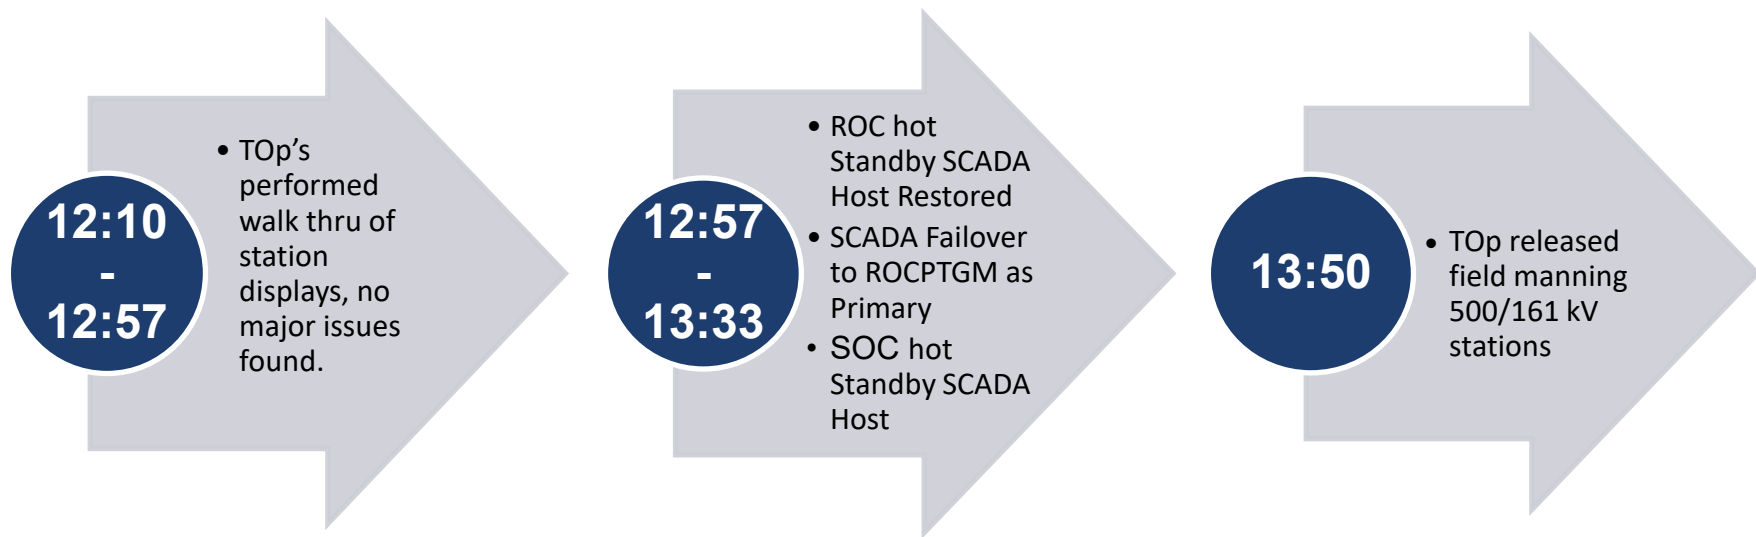 12:10
-
12:57
• TOp's
performed
walk thru of
station
displays, no
major issues
found.
12:57
-
13:33
• ROC hot
Standby SCADA
Host Restored
• SCADA Failover
to ROCPTGM as
Primary
• SOC hot
Standby SCADA
Host
13:50
• TOp released
field manning
500/161 kV
stations